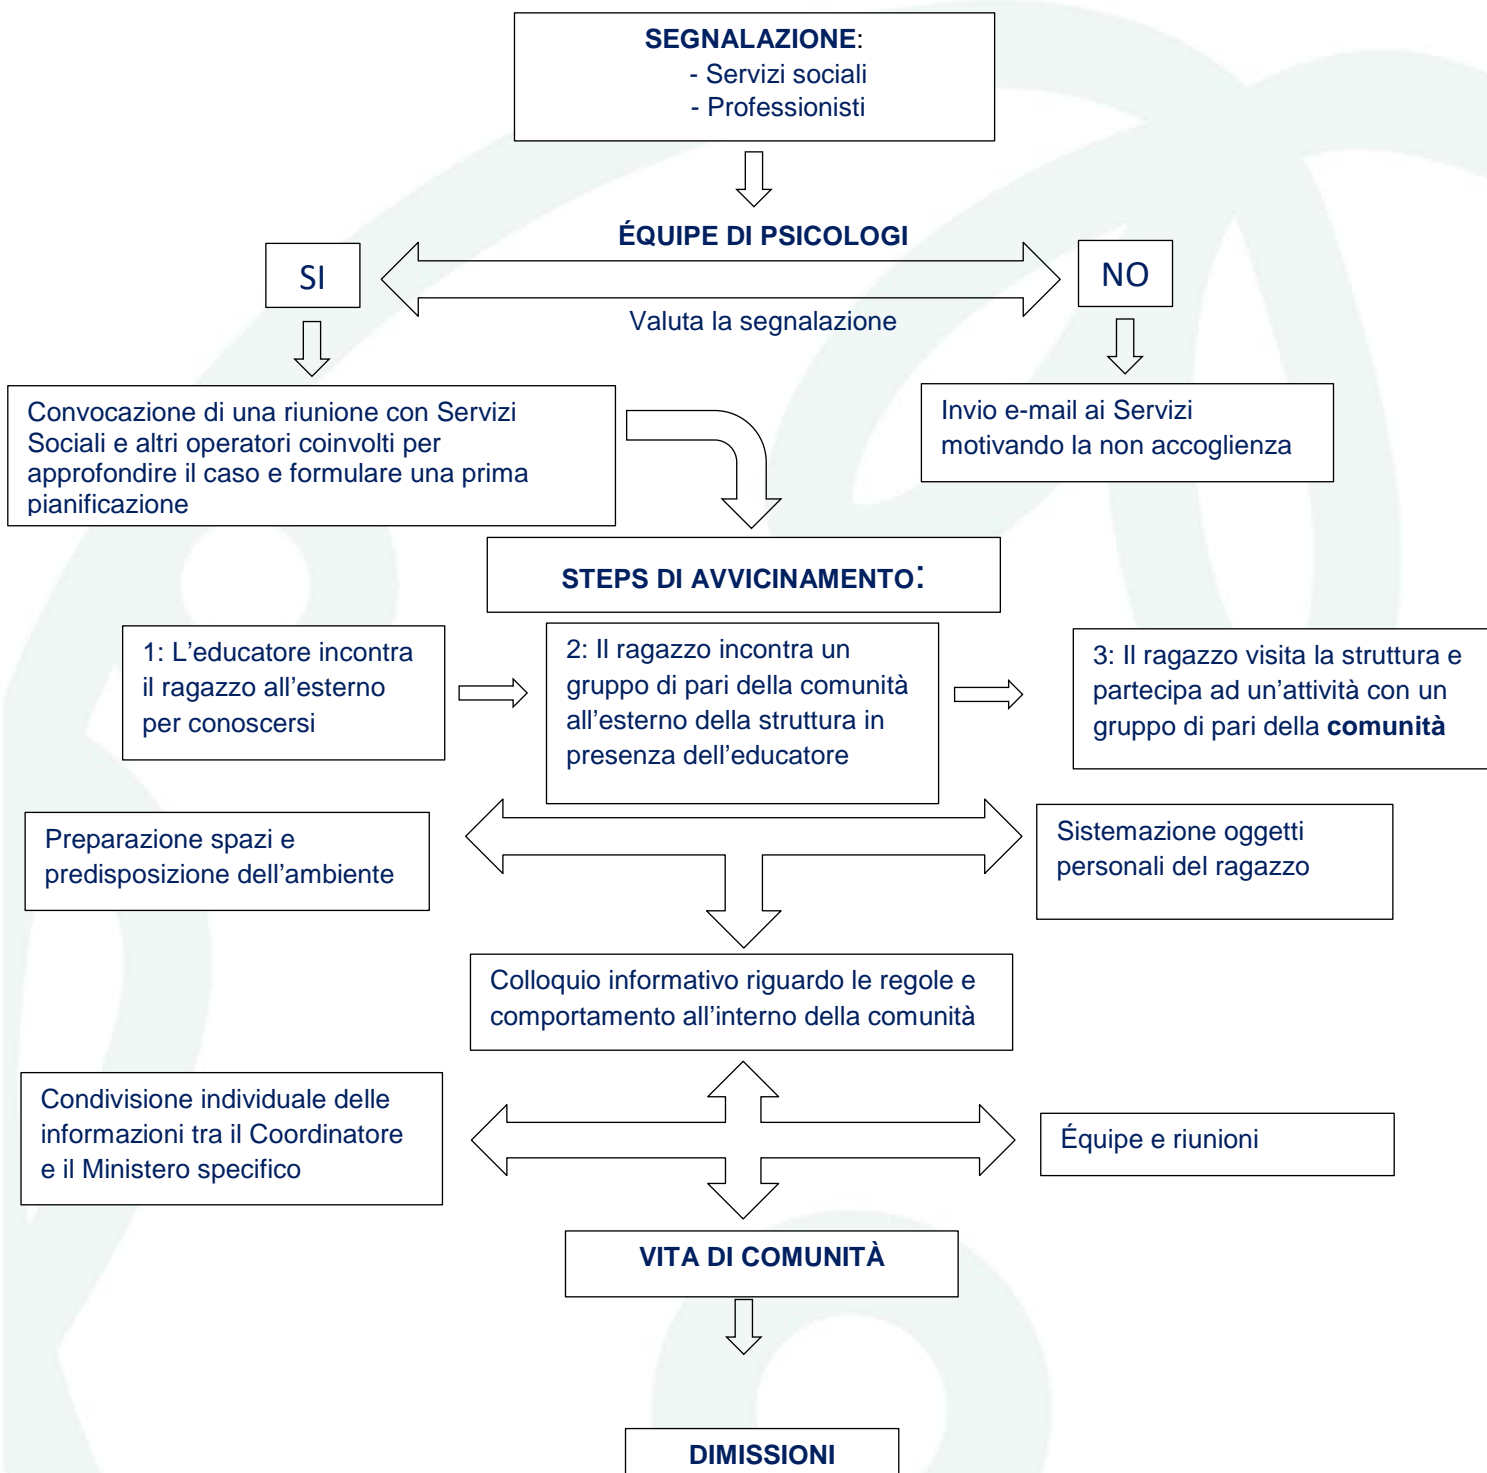 SEGNALAZIONE:
- Servizi sociali
- Professionisti
ÉQUIPE DI PSICOLOGI
SI
NO
Valuta la segnalazione
Convocazione di una riunione con Servizi
Sociali e altri operatori coinvolti per
approfondire il caso e formulare una prima
pianificazione
Invio e-mail ai Servizi
motivando la non accoglienza
STEPS DI AVVICINAMENTO:
1: L’educatore incontra
il ragazzo all’esterno
per conoscersi
2: Il ragazzo incontra un
gruppo di pari della comunità
all’esterno della struttura in
presenza dell’educatore
3: Il ragazzo visita la struttura e
partecipa ad un’attività con un
gruppo di pari della comunità
Preparazione spazi e
predisposizione dell’ambiente
Sistemazione oggetti
personali del ragazzo
Colloquio informativo riguardo le regole e
comportamento all’interno della comunità
Condivisione individuale delle
informazioni tra il Coordinatore
e il Ministero specifico
Équipe e riunioni
VITA DI COMUNITÀ
DIMISSIONI